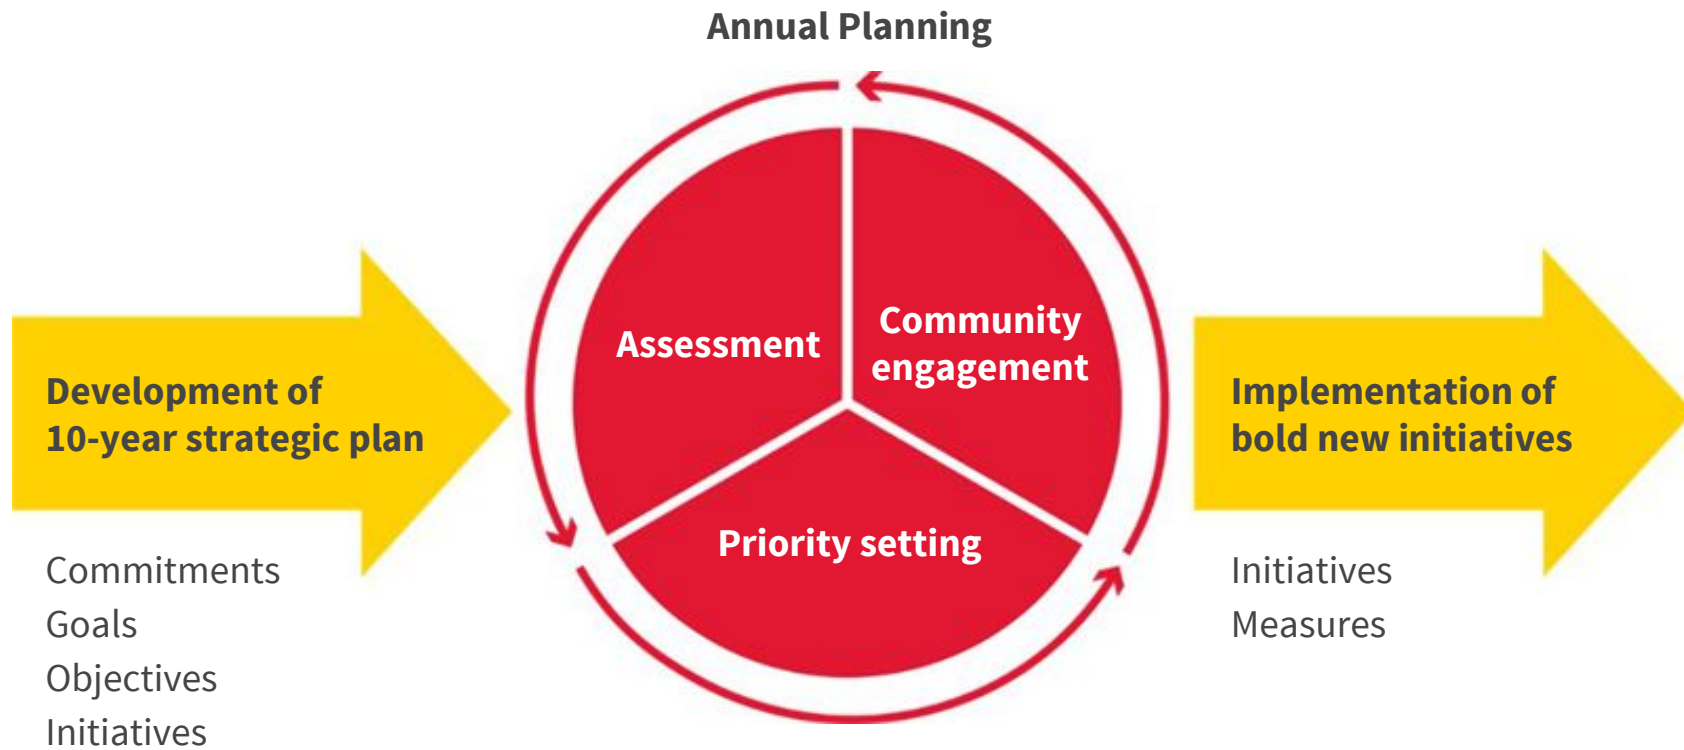 Annual Planning
Development of
10-year strategic plan
Commitments
Goals
Objectives
Initiatives
Assessment
Community
engagement
Priority setting
Implementation of
bold new initiatives
Initiatives
Measures